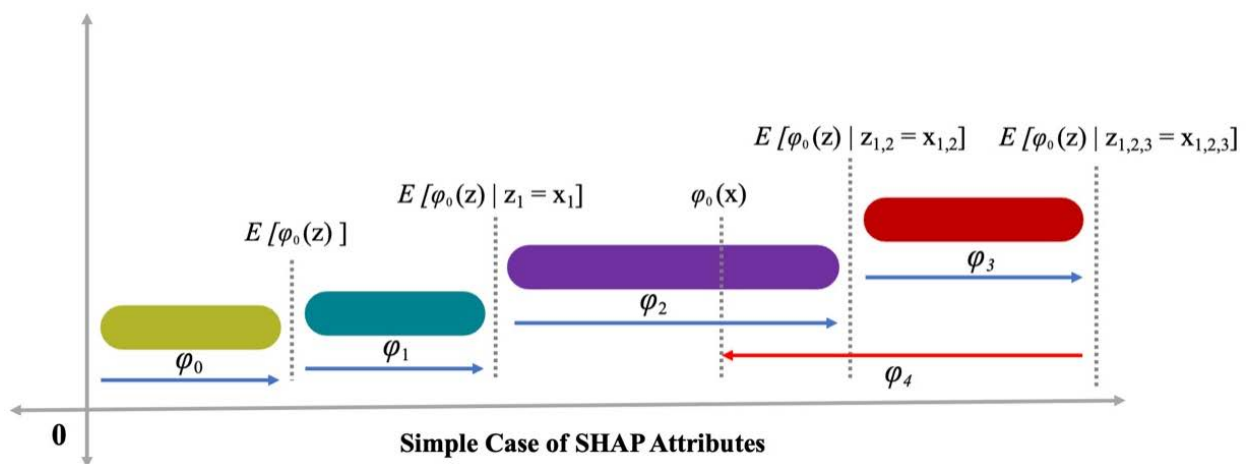 E [φ₀(z) | z₁,₂ = x₁,₂]
E [φ₀(z) | z₁,₂,₃ = x₁,₂,₃]
E [φ₀(z) | z₁ = x₁]
φ₀(x)
E [φ₀(z) ]
φ₃
φ₂
φ₁
φ₀
φ₄
0
Simple Case of SHAP Attributes